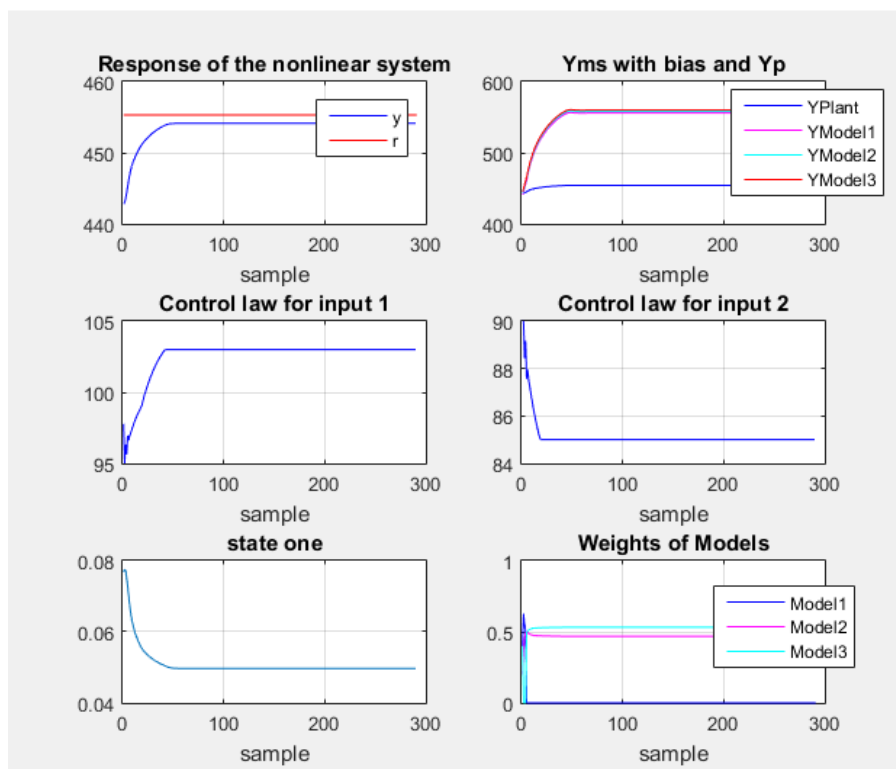 Response of the nonlinear system
460
450
440
0
100
200
300
sample
y
r
Yms with bias and Yp
600
500
400
0
100
200
300
sample
YPlant
YModel1
YModel2
YModel3
Control law for input 1
105
100
95
0
100
200
300
sample
Control law for input 2
90
88
86
84
0
100
200
300
sample
state one
0.08
0.06
0.04
0
100
200
300
sample
Weights of Models
1
0.5
0
0
100
200
300
sample
Model1
Model2
Model3